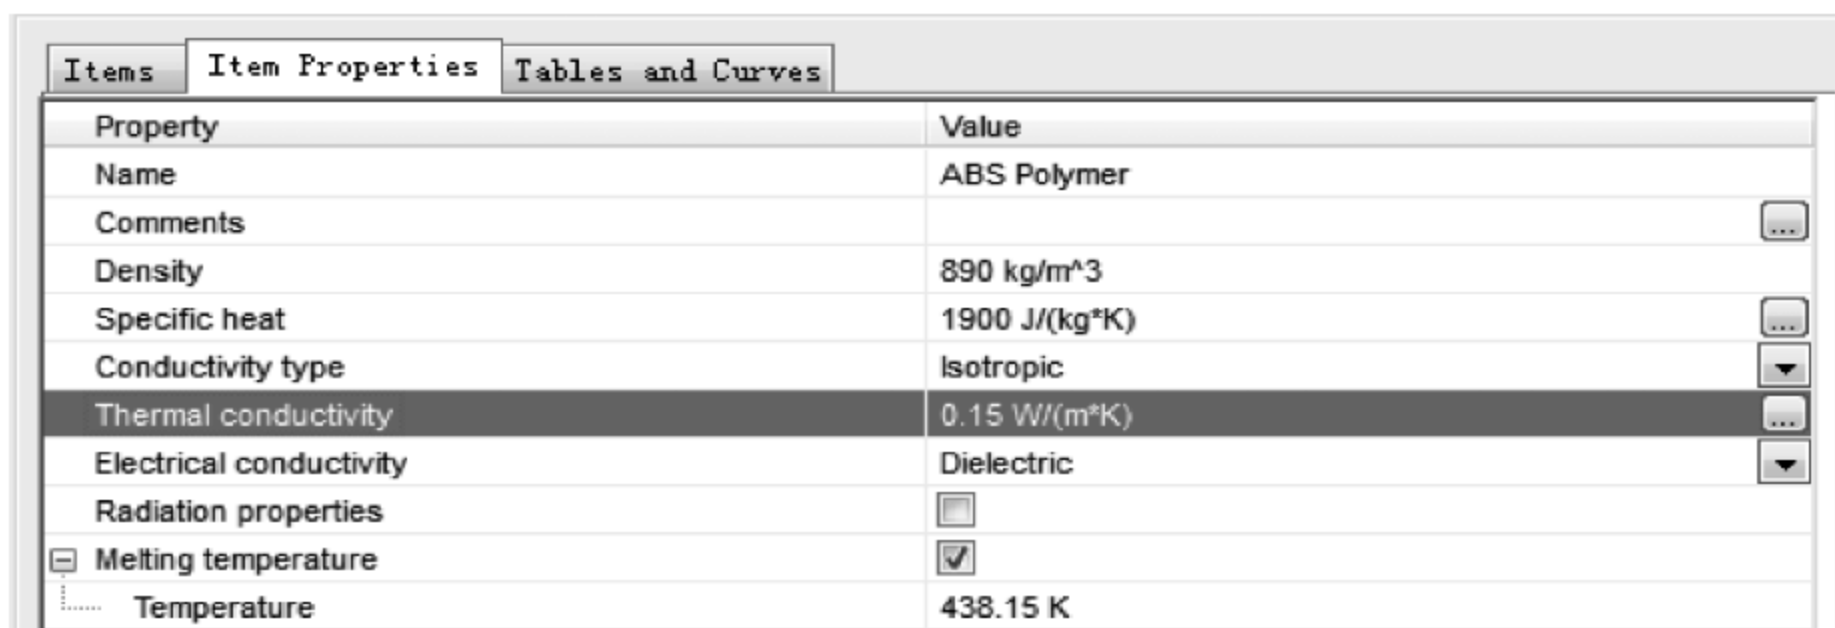 Items Item Properties Tables and Curves
Property Value
Name ABS Polymer
Comments ...
Density 890 kg/m^3
Specific heat 1900 J/(kg*K) ...
Conductivity type Isotropic
Thermal conductivity 0.15 W/(m*K) ...
Electrical conductivity Dielectric
Radiation properties
Melting temperature
Temperature 438.15 K